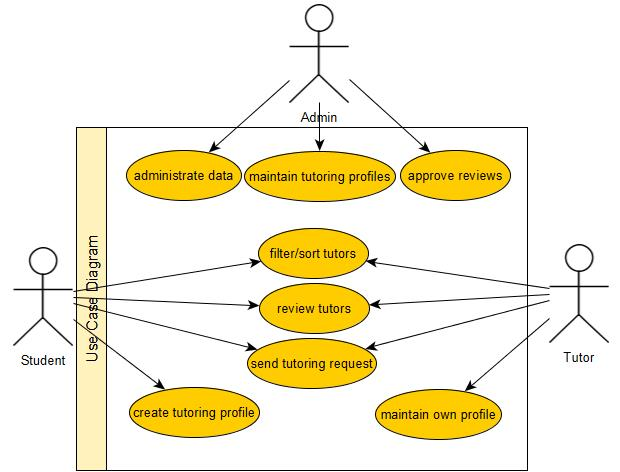 Admin
Use Case Diagram
administrate data
maintain tutoring profiles
approve reviews
filter/sort tutors
review tutors
send tutoring request
Student
Tutor
create tutoring profile
maintain own profile